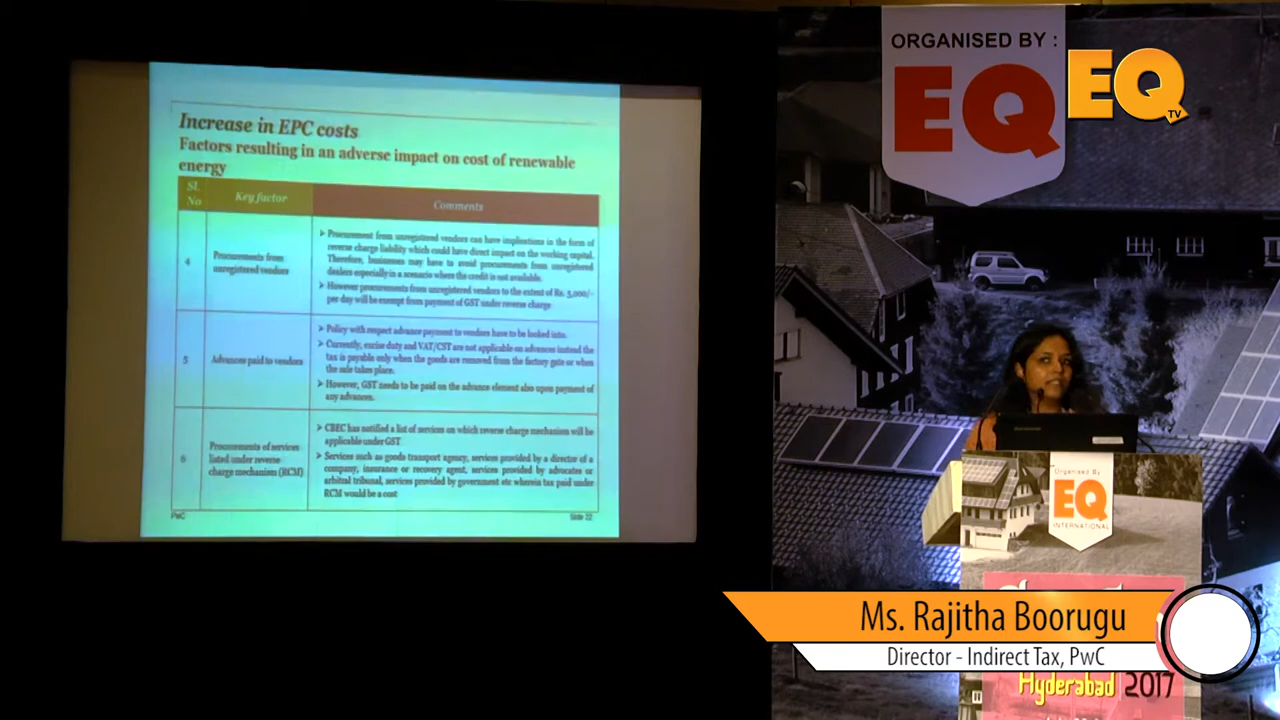 Increase in EPC costs
Factors resulting in an adverse impact on cost of renewable
energy
Sl.
No
Key factor
Comments
4
Procurements from
unregistered vendors
➤ Procurement from unregistered vendors can have implications in the form of
reverse charge liability which could have direct impact on the working capital.
Therefore, businesses may have to avoid procurements from unregistered
dealers especially in a scenario where the credit is not available.
➤ However procurements from unregistered vendors to the extent of Rs. 5,000/-
per day will be exempt from payment of GST under reverse charge
5
Advances paid to vendors
➤ Policy with respect advance payment to vendors have to be looked into.
➤ Currently, excise duty and VAT/CST are not applicable on advances instead the
tax is payable only when the goods are removed from the factory gate or when
the sale takes place.
➤ However, GST needs to be paid on the advance element also upon payment of
any advances.
6
Procurements of services
listed under reverse
charge mechanism (RCM)
➤ CBEC has notified a list of services on which reverse charge mechanism will be
applicable under GST
➤ Services such as goods transport agency, services provided by a director of a
company, insurance or recovery agent, services provided by advocates or
arbitral tribunal, services provided by government etc wherein tax paid under
RCM would be a cost
PwC
Slide 22
ORGANISED BY :
EQ
EQ
TV
Organised By
EQ
INTERNATIONAL
Ms. Rajitha Boorugu
Director - Indirect Tax, PwC
Hyderabad 2017